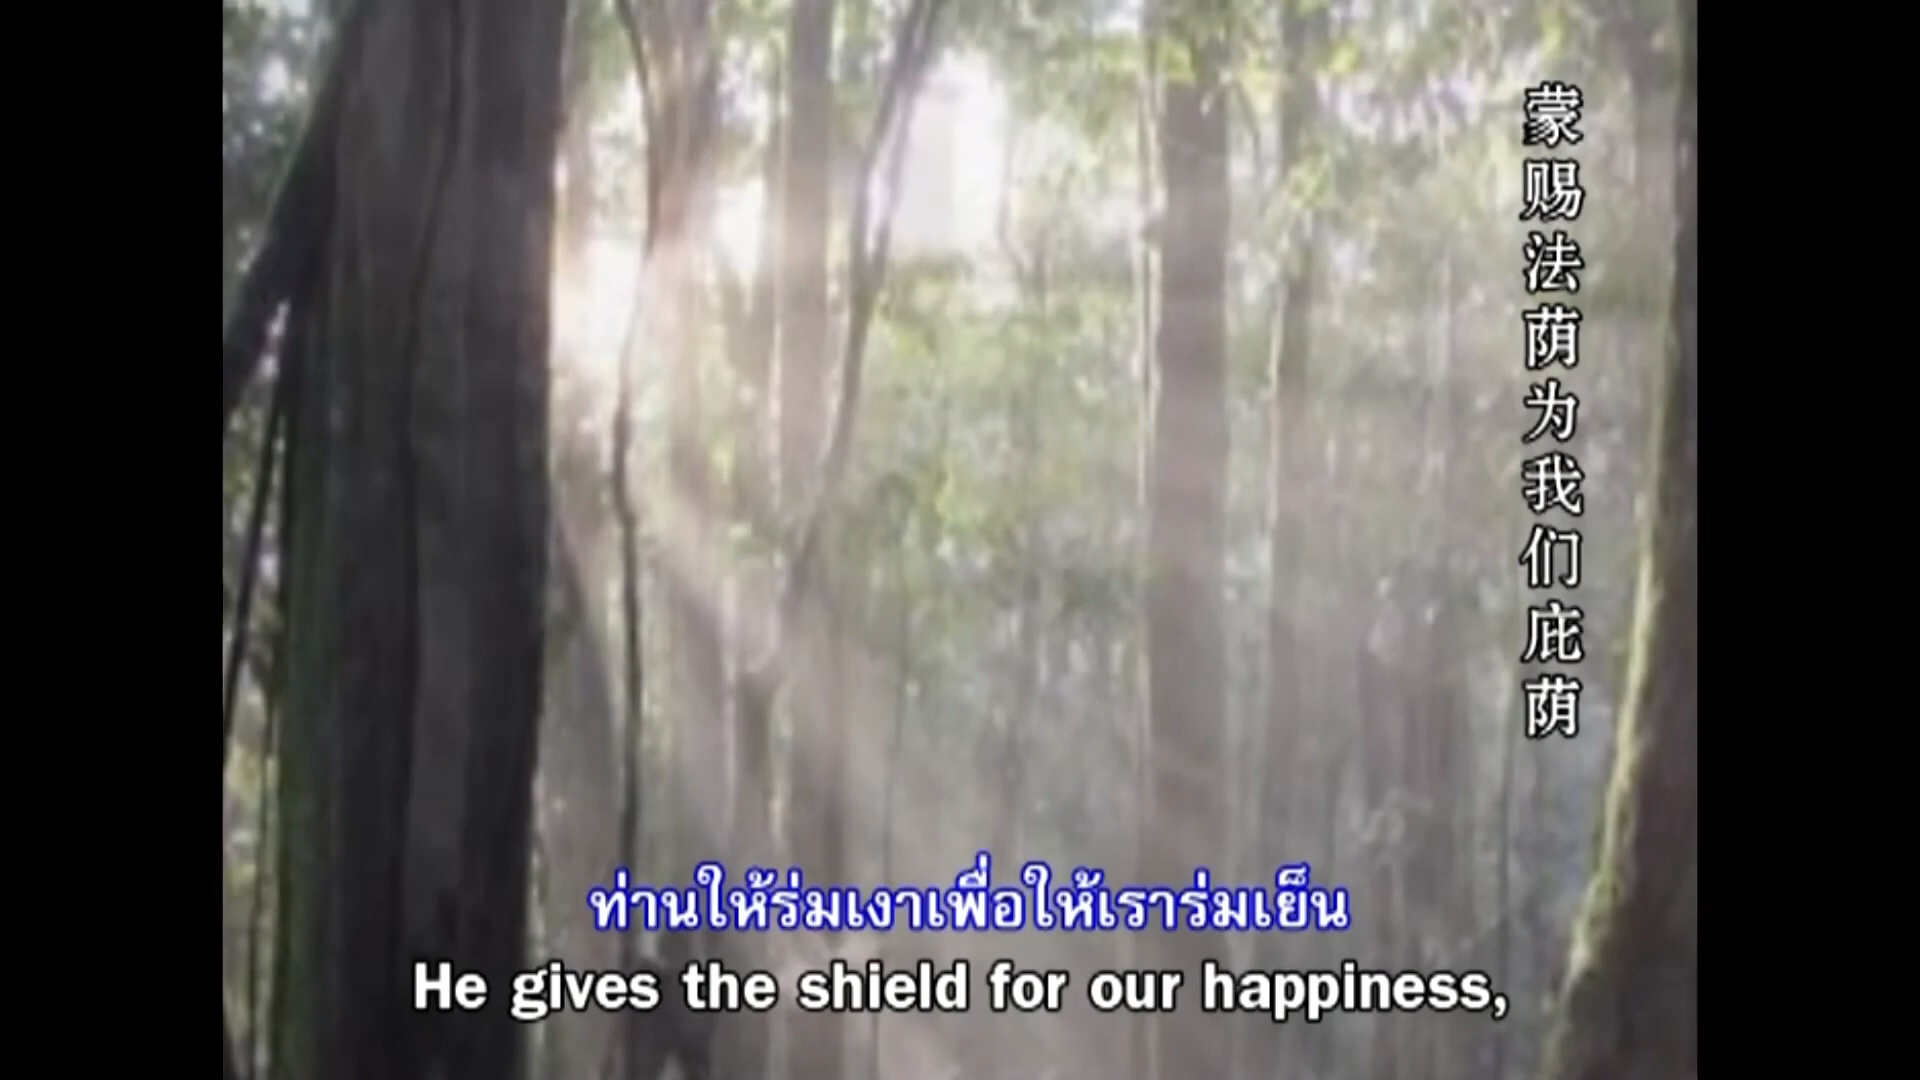 蒙赐法荫为我们庇荫
ท่านให้ร่มเงาเพื่อให้เราร่มเย็น
He gives the shield for our happiness,